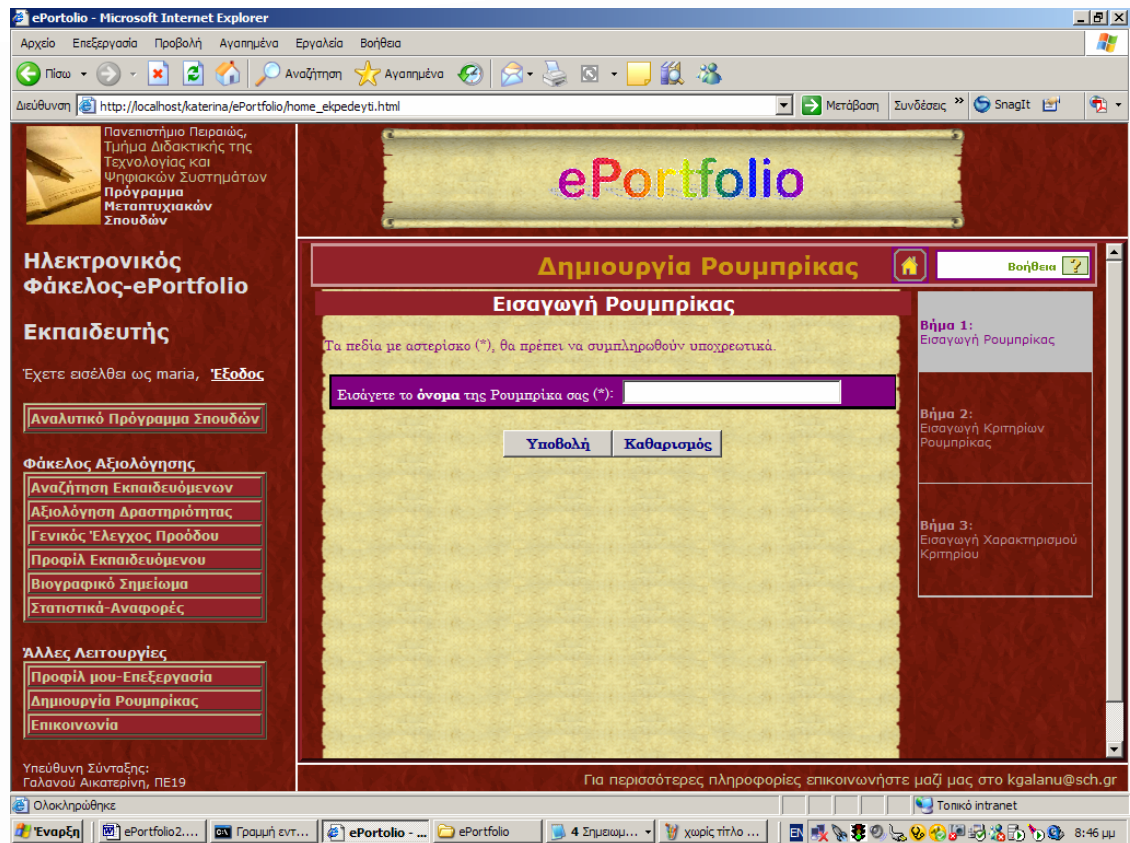 ePortolio - Microsoft Internet Explorer
Αρχείο Επεξεργασία Προβολή Αγαπημένα Εργαλεία Βοήθεια
Πίσω Αναζήτηση Αγαπημένα
Διεύθυνση http://localhost/katerina/ePortfolio/home_ekpedeyti.html Μετάβαση Συνδέσεις » SnagIt
Πανεπιστήμιο Πειραιώς,
Τμήμα Διδακτικής της
Τεχνολογίας και
Ψηφιακών Συστημάτων
Πρόγραμμα
Μεταπτυχιακών
Σπουδών
ePortfolio
Ηλεκτρονικός
Φάκελος-ePortfolio
Εκπαιδευτής
Έχετε εισέλθει ως maria, Έξοδος
Αναλυτικό Πρόγραμμα Σπουδών
Φάκελος Αξιολόγησης
Αναζήτηση Εκπαιδευόμενων
Αξιολόγηση Δραστηριότητας
Γενικός Έλεγχος Προόδου
Προφίλ Εκπαιδευόμενου
Βιογραφικό Σημείωμα
Στατιστικά-Αναφορές
Άλλες Λειτουργίες
Προφίλ μου-Επεξεργασία
Δημιουργία Ρουμπρίκας
Επικοινωνία
Υπεύθυνη Σύνταξης:
Γαλανού Αικατερίνη, ΠΕ19
Δημιουργία Ρουμπρίκας
Βοήθεια ?
Εισαγωγή Ρουμπρίκας
Τα πεδία με αστερίσκο (*), θα πρέπει να συμπληρωθούν υποχρεωτικά.
Εισάγετε το όνομα της Ρουμπρίκα σας (*):
Υποβολή Καθαρισμός
Βήμα 1:
Εισαγωγή Ρουμπρίκας
Βήμα 2:
Εισαγωγή Κριτηρίων
Ρουμπρίκας
Βήμα 3:
Εισαγωγή Χαρακτηρισμού
Κριτηρίου
Για περισσότερες πληροφορίες επικοινωνήστε μαζί μας στο kgalanu@sch.gr
Ολοκληρώθηκε Τοπικό intranet
Έναρξη ePortfolio2.... Γραμμή εντ... ePortolio - ... ePortfolio 4 Σημειωμ... χωρίς τίτλο ... EN 8:46 μμ